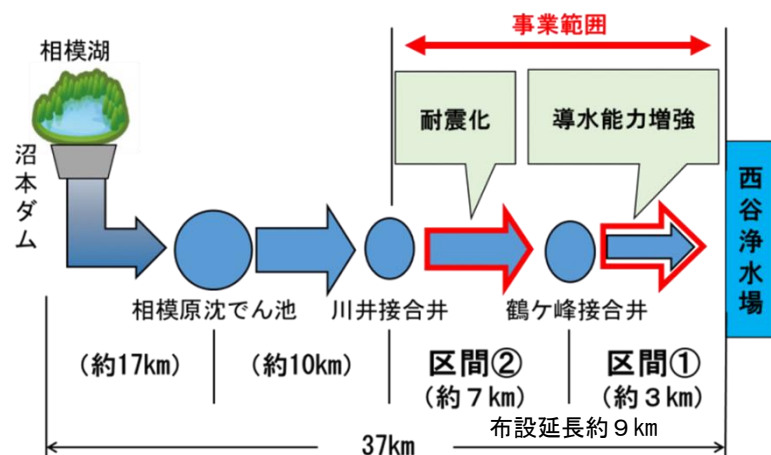 事業範囲
相模湖
耐震化
導水能力増強
沼本ダム
西谷浄水場
相模原沈でん池
川井接合井
鶴ケ峰接合井
(約17km)
(約10km)
区間②
(約７km)
区間①
(約３km)
布設延長約９km
37km